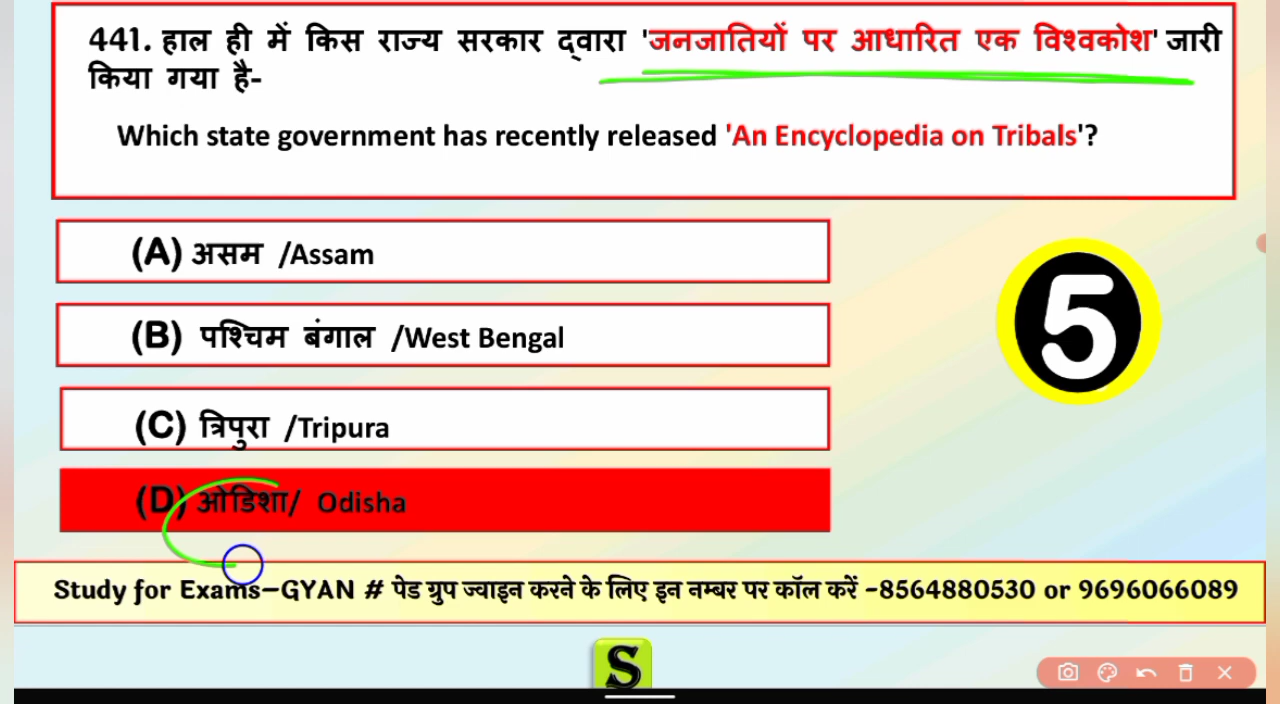 441. हाल ही में किस राज्य सरकार द्वारा 'जनजातियों पर आधारित एक विश्वकोश' जारी
किया गया है-
Which state government has recently released 'An Encyclopedia on Tribals'?
(A) असम /Assam
(B) पश्चिम बंगाल /West Bengal
5
(C) त्रिपुरा /Tripura
(D) ओडिशा/ Odisha
Study for Exams–GYAN # पेड ग्रुप ज्वाइन करने के लिए इन नम्बर पर कॉल करें -8564880530 or 9696066089
S